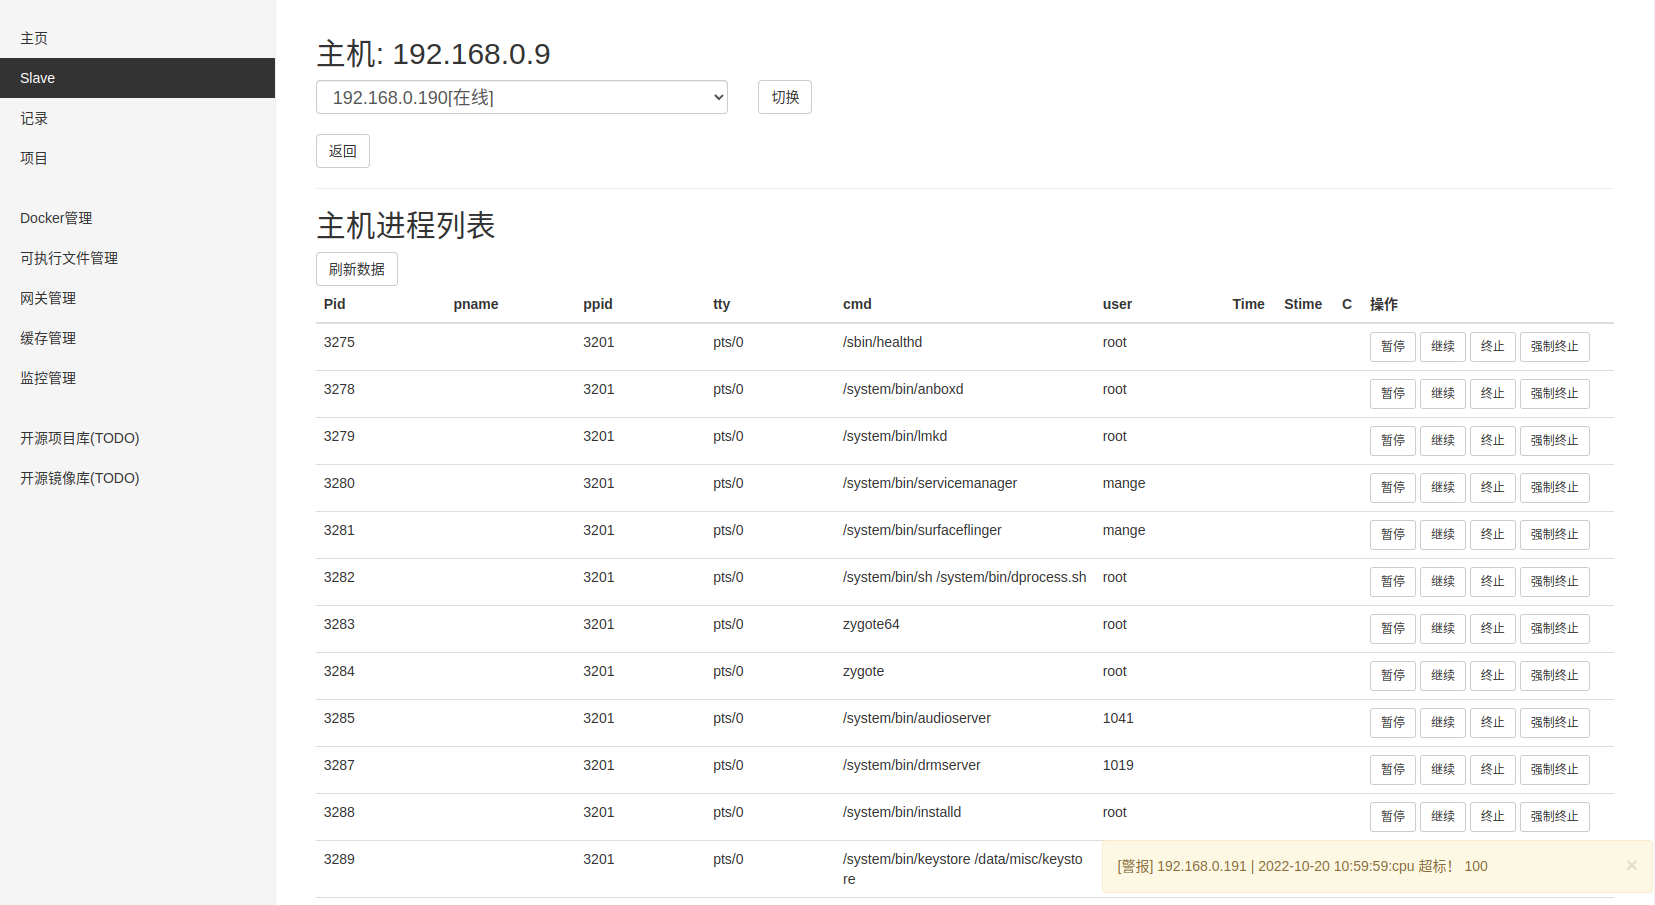 主页
Slave
记录
项目
Docker管理
可执行文件管理
网关管理
缓存管理
监控管理
开源项目库(TODO)
开源镜像库(TODO)
主机: 192.168.0.9
192.168.0.190[在线]
切换
返回
主机进程列表
刷新数据
Pid pname ppid tty cmd user Time Stime C 操作
3275 3201 pts/0 /sbin/healthd root 暂停 继续 终止 强制终止
3278 3201 pts/0 /system/bin/anboxd root 暂停 继续 终止 强制终止
3279 3201 pts/0 /system/bin/lmkd root 暂停 继续 终止 强制终止
3280 3201 pts/0 /system/bin/servicemanager mange 暂停 继续 终止 强制终止
3281 3201 pts/0 /system/bin/surfaceflinger mange 暂停 继续 终止 强制终止
3282 3201 pts/0 /system/bin/sh /system/bin/dprocess.sh root 暂停 继续 终止 强制终止
3283 3201 pts/0 zygote64 root 暂停 继续 终止 强制终止
3284 3201 pts/0 zygote root 暂停 继续 终止 强制终止
3285 3201 pts/0 /system/bin/audioserver 1041 暂停 继续 终止 强制终止
3287 3201 pts/0 /system/bin/drmserver 1019 暂停 继续 终止 强制终止
3288 3201 pts/0 /system/bin/installd root 暂停 继续 终止 强制终止
3289 3201 pts/0 /system/bin/keystore /data/misc/keysto
re
[警报] 192.168.0.191 | 2022-10-20 10:59:59:cpu 超标！ 100 ×